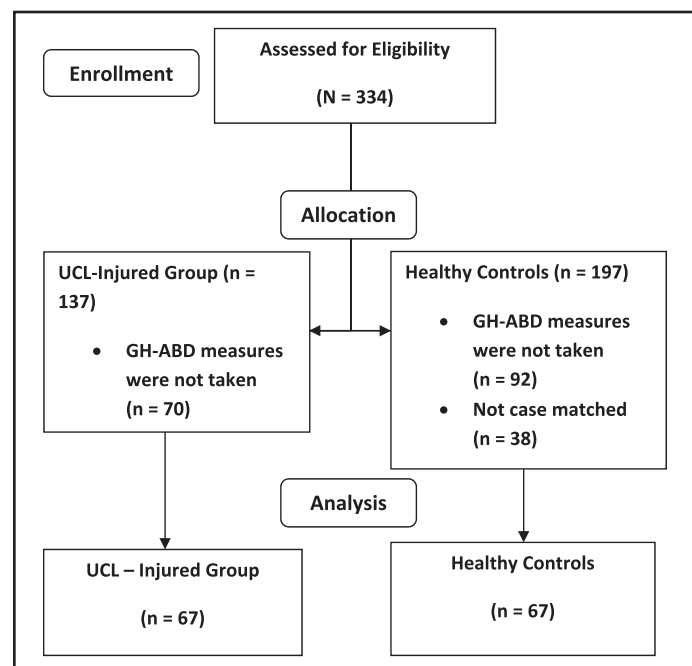 Assessed for Eligibility
Enrollment
(N = 334)
Allocation
UCL-Injured Group (n =
137)
• GH-ABD measures
were not taken
(n = 70)
Healthy Controls (n = 197)
• GH-ABD measures
were not taken
(n = 92)
• Not case matched
(n = 38)
Analysis
UCL – Injured Group
(n = 67)
Healthy Controls
(n = 67)